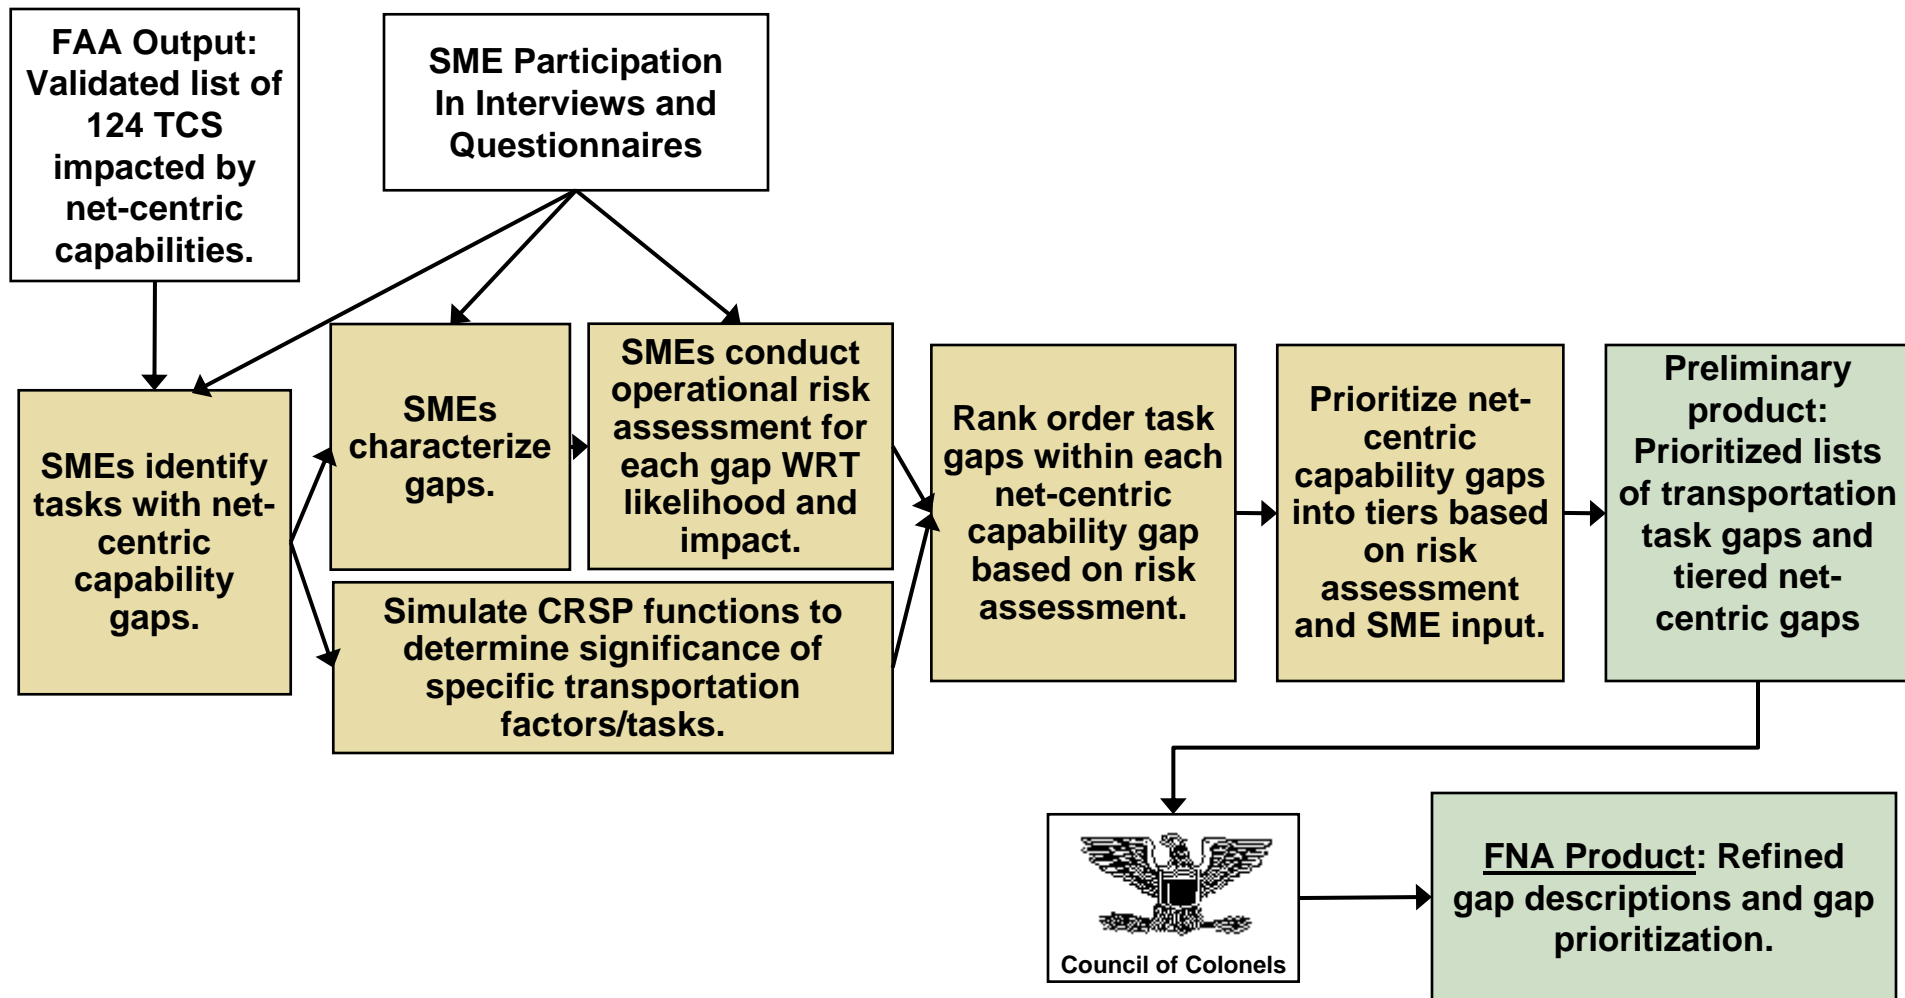 FAA Output:
Validated list of
124 TCS
impacted by
net-centric
capabilities.
SME Participation
In Interviews and
Questionnaires
SMEs identify
tasks with net-
centric
capability
gaps.
SMEs
characterize
gaps.
SMEs conduct
operational risk
assessment for
each gap WRT
likelihood and
impact.
Simulate CRSP functions to
determine significance of
specific transportation
factors/tasks.
Rank order task
gaps within each
net-centric
capability gap
based on risk
assessment.
Prioritize net-
centric
capability gaps
into tiers based
on risk
assessment
and SME input.
Preliminary
product:
Prioritized lists
of transportation
task gaps and
tiered net-
centric gaps
Council of Colonels
FNA Product: Refined
gap descriptions and gap
prioritization.